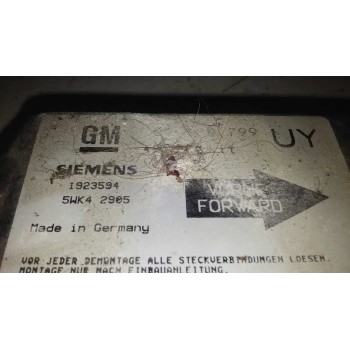 GM
799 UY
SIEMENS
1923594
5WK4 2905
VORNE
FORWARD
Made in Germany
VOR JEDER DEMONTAGE ALLE STECKVERBINDUNGEN LOESEN.
MONTAGE NUR NACH EINBAUANLEITUNG.